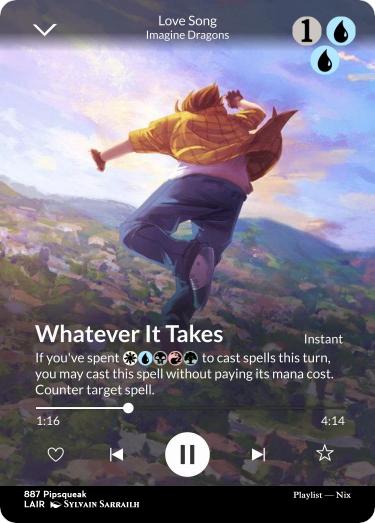 Love Song
Imagine Dragons
1
Whatever It Takes
Instant
If you've spent to cast spells this turn,
you may cast this spell without paying its mana cost.
Counter target spell.
1:16
4:14
887 Pipsqueak
LAIR Sylvain Sarrailh
Playlist — Nix